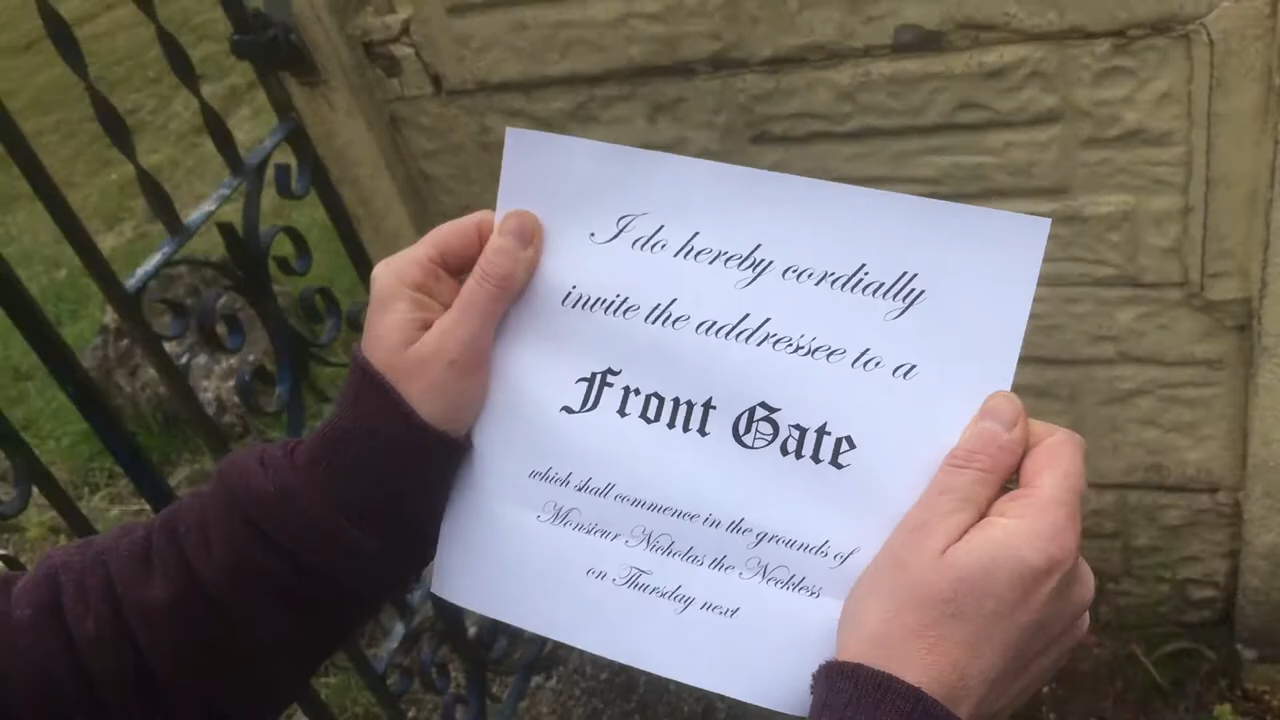 I do hereby cordially
invite the addressee to a
Front Gate
which shall commence in the grounds of
Monsieur Nicholas the Neckless
on Thursday next